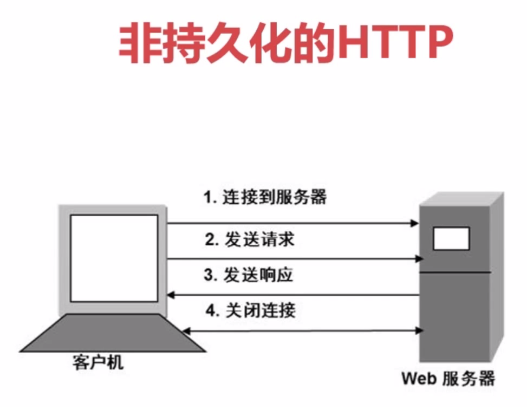 非持久化的HTTP
1. 连接到服务器
2. 发送请求
3. 发送响应
4. 关闭连接
客户机
Web 服务器